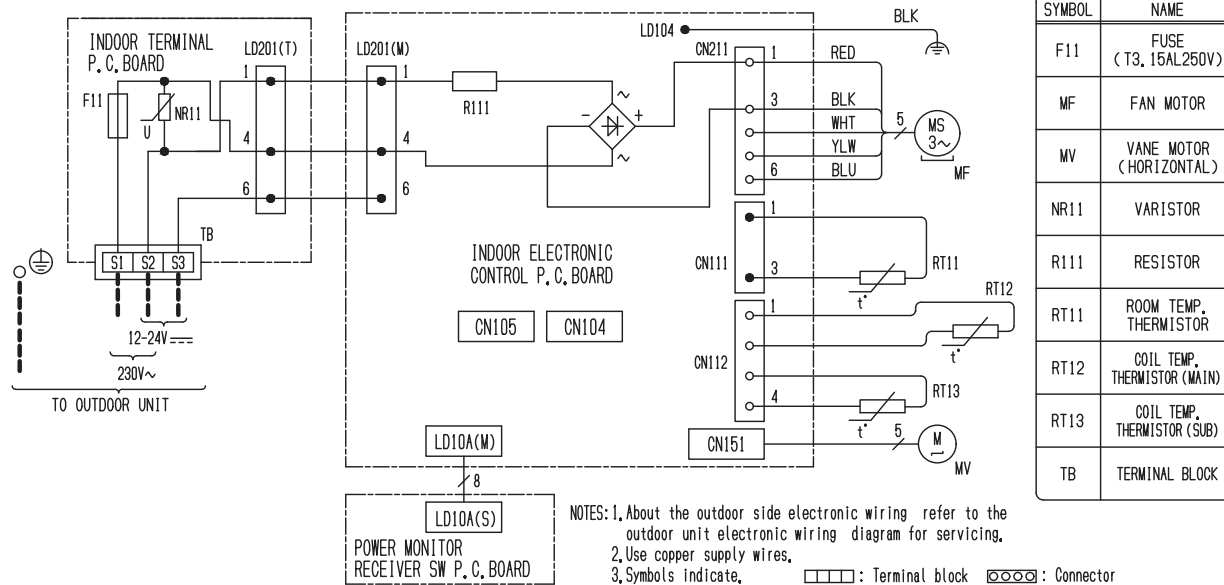 INDOOR TERMINAL
P.C.BOARD
F11
NR11
U
LD201(T)
1
4
6
LD201(M)
1
4
6
TB
S1 S2 S3
12-24V
230V~
TO OUTDOOR UNIT
R111
~
- +
~
LD104
BLK
CN211
1 RED
3 BLK
WHT
YLW
6 BLU
5
MS
3~
MF
INDOOR ELECTRONIC
CONTROL P.C.BOARD
CN105 CN104
CN111
1
3
RT11
t°
CN112
1
4
RT12
t°
RT13
t°
CN151
5
M
~
MV
LD10A(M)
8
LD10A(S)
POWER MONITOR
RECEIVER SW P.C.BOARD
NOTES: 1. About the outdoor side electronic wiring refer to the
outdoor unit electronic wiring diagram for servicing.
2. Use copper supply wires.
3. Symbols indicate, : Terminal block : Connector
SYMBOL NAME
F11 FUSE
(T3.15AL250V)
MF FAN MOTOR
MV VANE MOTOR
(HORIZONTAL)
NR11 VARISTOR
R111 RESISTOR
RT11 ROOM TEMP.
THERMISTOR
RT12 COIL TEMP.
THERMISTOR (MAIN)
RT13 COIL TEMP.
THERMISTOR (SUB)
TB TERMINAL BLOCK